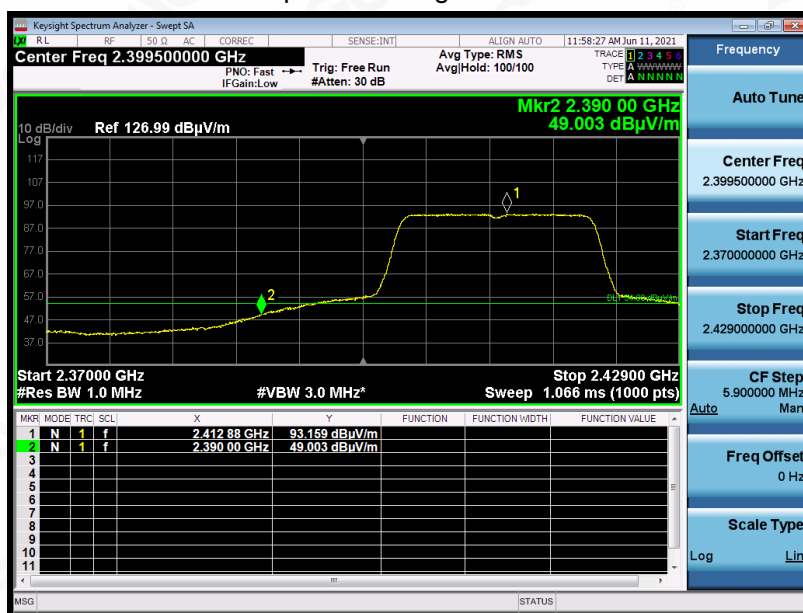 Keysight Spectrum Analyzer - Swept SA
LXI RL RF 50 Ω AC CORREC SENSE:INT ALIGN AUTO 11:58:27 AM Jun 11, 2021
Center Freq 2.399500000 GHz
PNO: Fast
IFGain:Low
Trig: Free Run
#Atten: 30 dB
Avg Type: RMS
Avg|Hold: 100/100
TRACE 1 2 3 4 5 6
TYPE A WWWWW
DET A N N N N N
Mkr2 2.390 00 GHz
49.003 dBµV/m
10 dB/div Ref 126.99 dBµV/m
Log
117
107
97.0
87.0
77.0
67.0
57.0
47.0
37.0
1
2
Start 2.37000 GHz Stop 2.42900 GHz
#Res BW 1.0 MHz #VBW 3.0 MHz* Sweep 1.066 ms (1000 pts)
MKR MODE TRC SCL X Y FUNCTION FUNCTION WIDTH FUNCTION VALUE
1 N 1 f 2.412 88 GHz 93.159 dBµV/m
2 N 1 f 2.390 00 GHz 49.003 dBµV/m
3
4
5
6
7
8
9
10
11
MSG STATUS
Frequency
Auto Tune
Center Freq
2.399500000 GHz
Start Freq
2.370000000 GHz
Stop Freq
2.429000000 GHz
CF Step
5.900000 MHz
Auto Man
Freq Offset
0 Hz
Scale Type
Log Lin